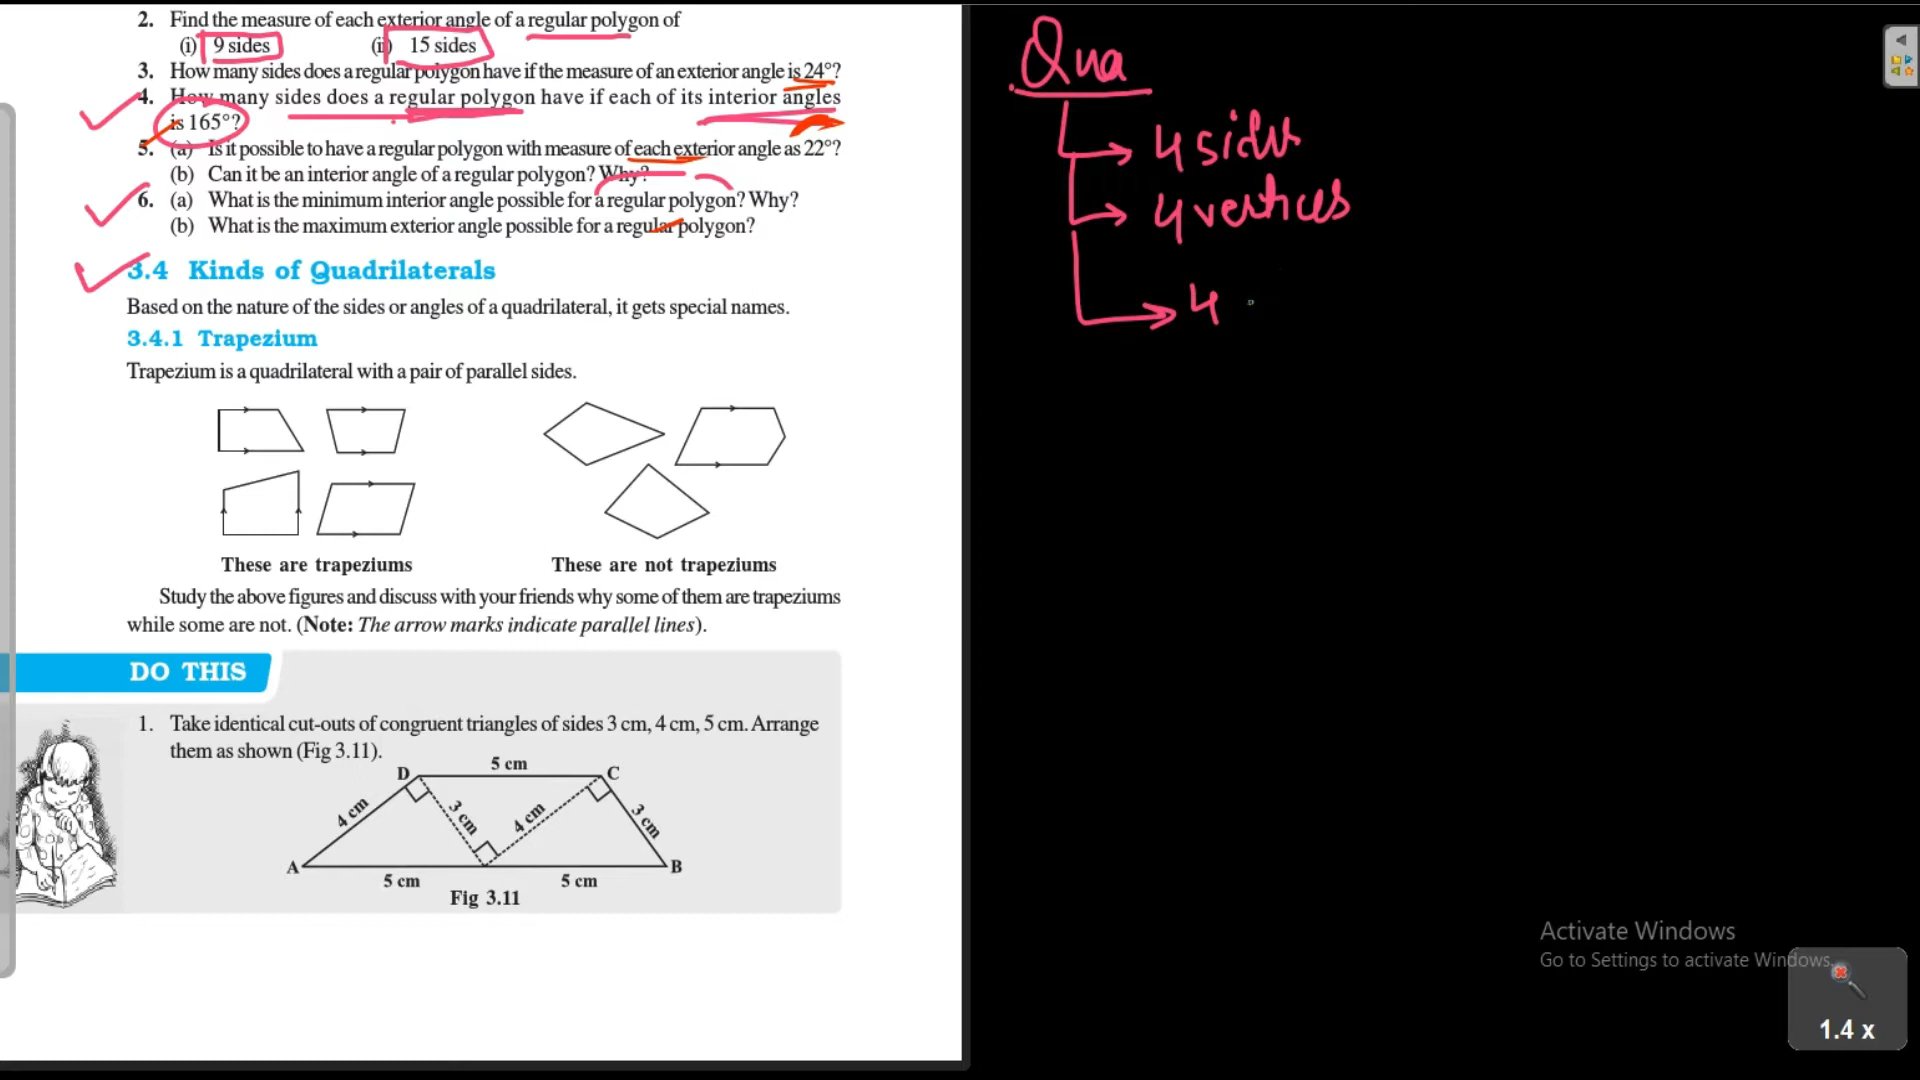 2. Find the measure of each exterior angle of a regular polygon of
(i) 9 sides (ii) 15 sides
3. How many sides does a regular polygon have if the measure of an exterior angle is 24°?
4. How many sides does a regular polygon have if each of its interior angles
is 165°?
5. (a) Is it possible to have a regular polygon with measure of each exterior angle as 22°?
(b) Can it be an interior angle of a regular polygon? Why?
6. (a) What is the minimum interior angle possible for a regular polygon? Why?
(b) What is the maximum exterior angle possible for a regular polygon?
3.4 Kinds of Quadrilaterals
Based on the nature of the sides or angles of a quadrilateral, it gets special names.
3.4.1 Trapezium
Trapezium is a quadrilateral with a pair of parallel sides.
These are trapeziums These are not trapeziums
Study the above figures and discuss with your friends why some of them are trapeziums
while some are not. (Note: The arrow marks indicate parallel lines).
DO THIS
1. Take identical cut-outs of congruent triangles of sides 3 cm, 4 cm, 5 cm. Arrange
them as shown (Fig 3.11).
D 5 cm C
4 cm 3 cm 4 cm 3 cm
A B
5 cm 5 cm
Fig 3.11
Qua
4 sides
4 vertices
4
Activate Windows
Go to Settings to activate Windows.
1.4 x